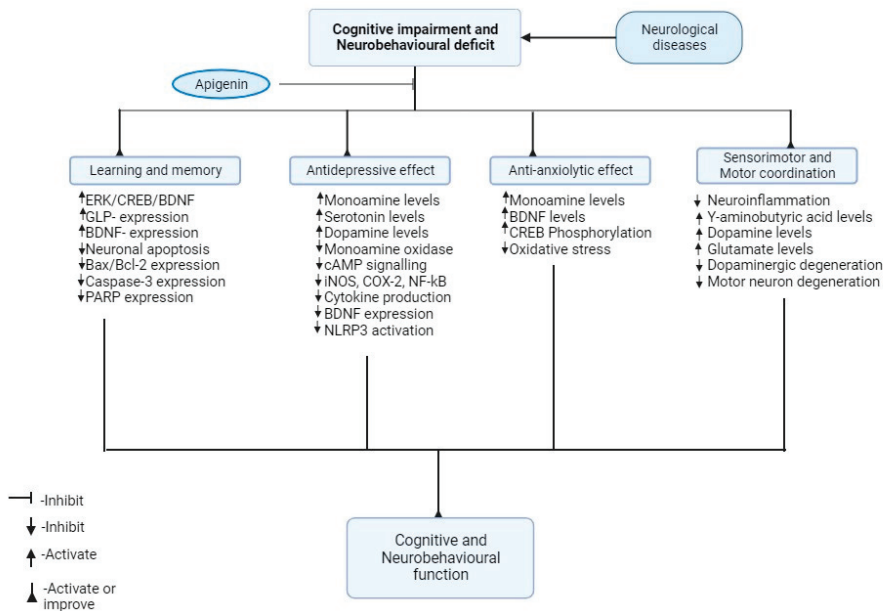 Cognitive impairment and
Neurobehavioural deficit
Neurological
diseases
Apigenin
Learning and memory
↑ERK/CREB/BDNF
↑GLP- expression
↑BDNF- expression
↓Neuronal apoptosis
↓Bax/Bcl-2 expression
↓Caspase-3 expression
↓PARP expression
Antidepressive effect
↑Monoamine levels
↑Serotonin levels
↑Dopamine levels
↓Monoamine oxidase
↓cAMP signalling
↓iNOS, COX-2, NF-kB
↓Cytokine production
↓BDNF expression
↓NLRP3 activation
Anti-anxiolytic effect
↑Monoamine levels
↑BDNF levels
↑CREB Phosphorylation
↓Oxidative stress
Sensorimotor and
Motor coordination
↓ Neuroinflammation
↑ Y-aminobutyric acid levels
↑ Dopamine levels
↑ Glutamate levels
↓ Dopaminergic degeneration
↓ Motor neuron degeneration
Cognitive and
Neurobehavioural
function
-Inhibit
↓ -Inhibit
↑ -Activate
-Activate or
improve